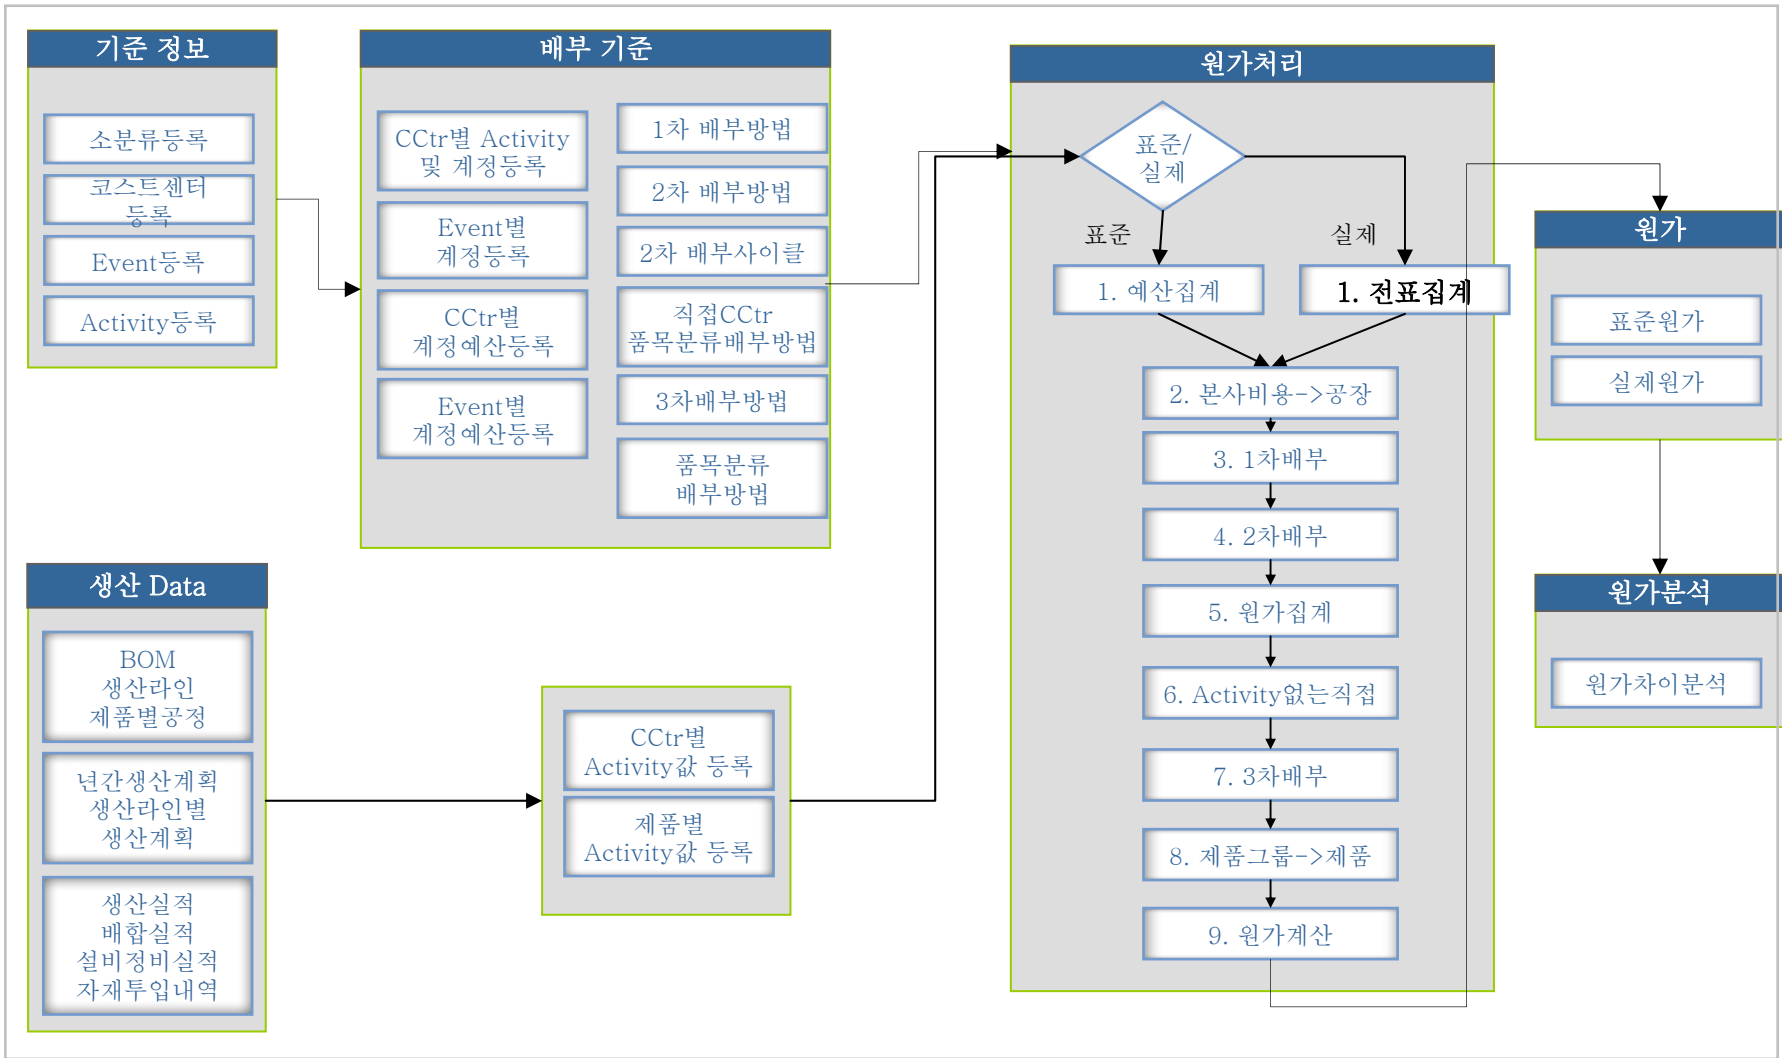 기준 정보
소분류등록
코스트센터
등록
Event등록
Activity등록
배부 기준
CCtr별 Activity
및 계정등록
Event별
계정등록
CCtr별
계정예산등록
Event별
계정예산등록
1차 배부방법
2차 배부방법
2차 배부사이클
직접CCtr
품목분류배부방법
3차배부방법
품목분류
배부방법
생산 Data
BOM
생산라인
제품별공정
년간생산계획
생산라인별
생산계획
생산실적
배합실적
설비정비실적
자재투입내역
CCtr별
Activity값 등록
제품별
Activity값 등록
원가처리
표준/
실제
표준
실제
1. 예산집계
1. 전표집계
2. 본사비용->공장
3. 1차배부
4. 2차배부
5. 원가집계
6. Activity없는직접
7. 3차배부
8. 제품그룹->제품
9. 원가계산
원가
표준원가
실제원가
원가분석
원가차이분석